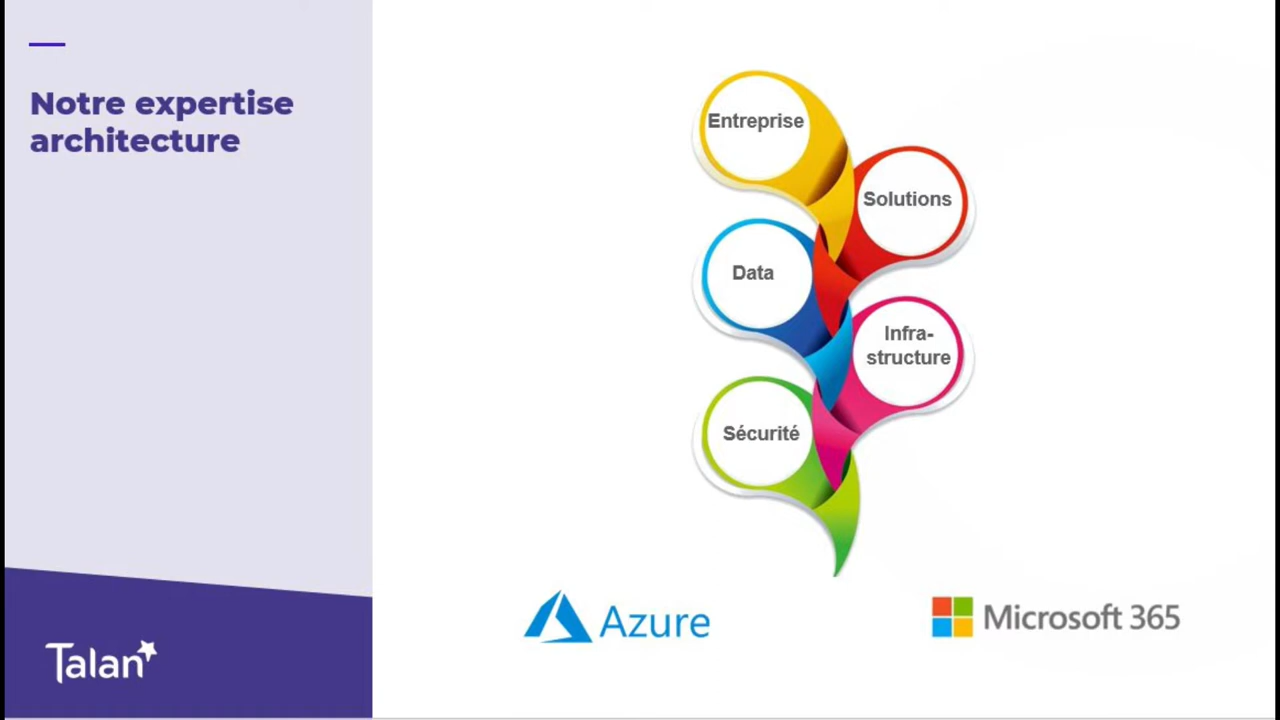 Notre expertise
architecture
Entreprise
Solutions
Data
Infra-
structure
Sécurité
Azure
Microsoft 365
Talan